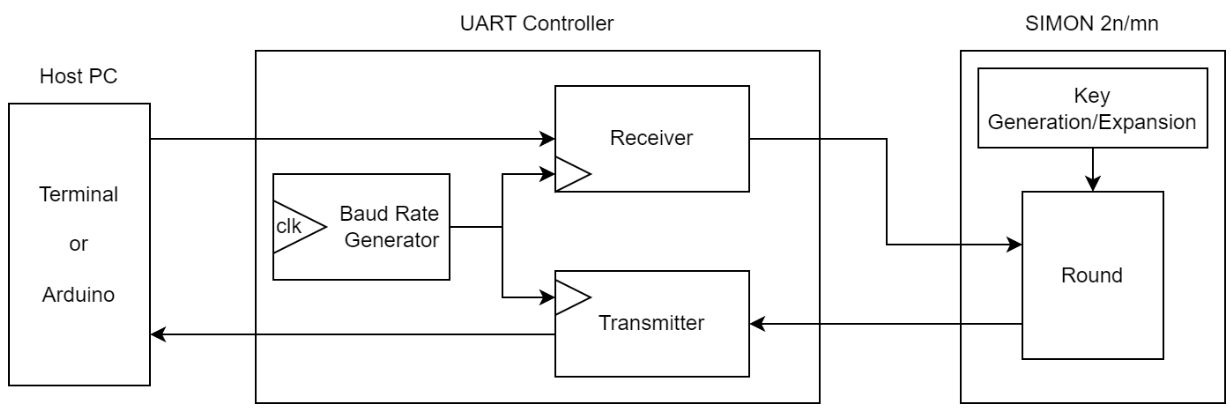 UART Controller
SIMON 2n/mn
Host PC
Key
Generation/Expansion
Receiver
Terminal
or
Arduino
clk
Baud Rate
Generator
Round
Transmitter